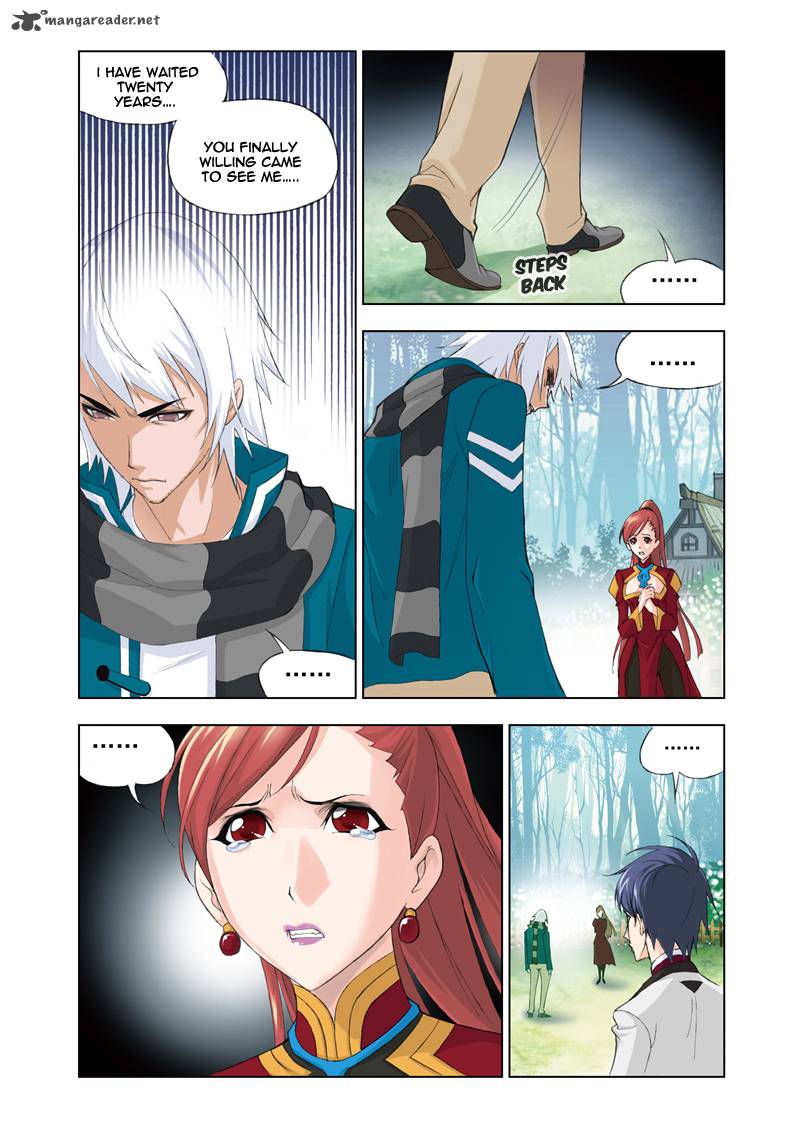 mangareader.net
I HAVE WAITED
TWENTY
YEARS....
YOU FINALLY
WILLING CAME
TO SEE ME.....
......
STEPS
BACK
......
......
......
......